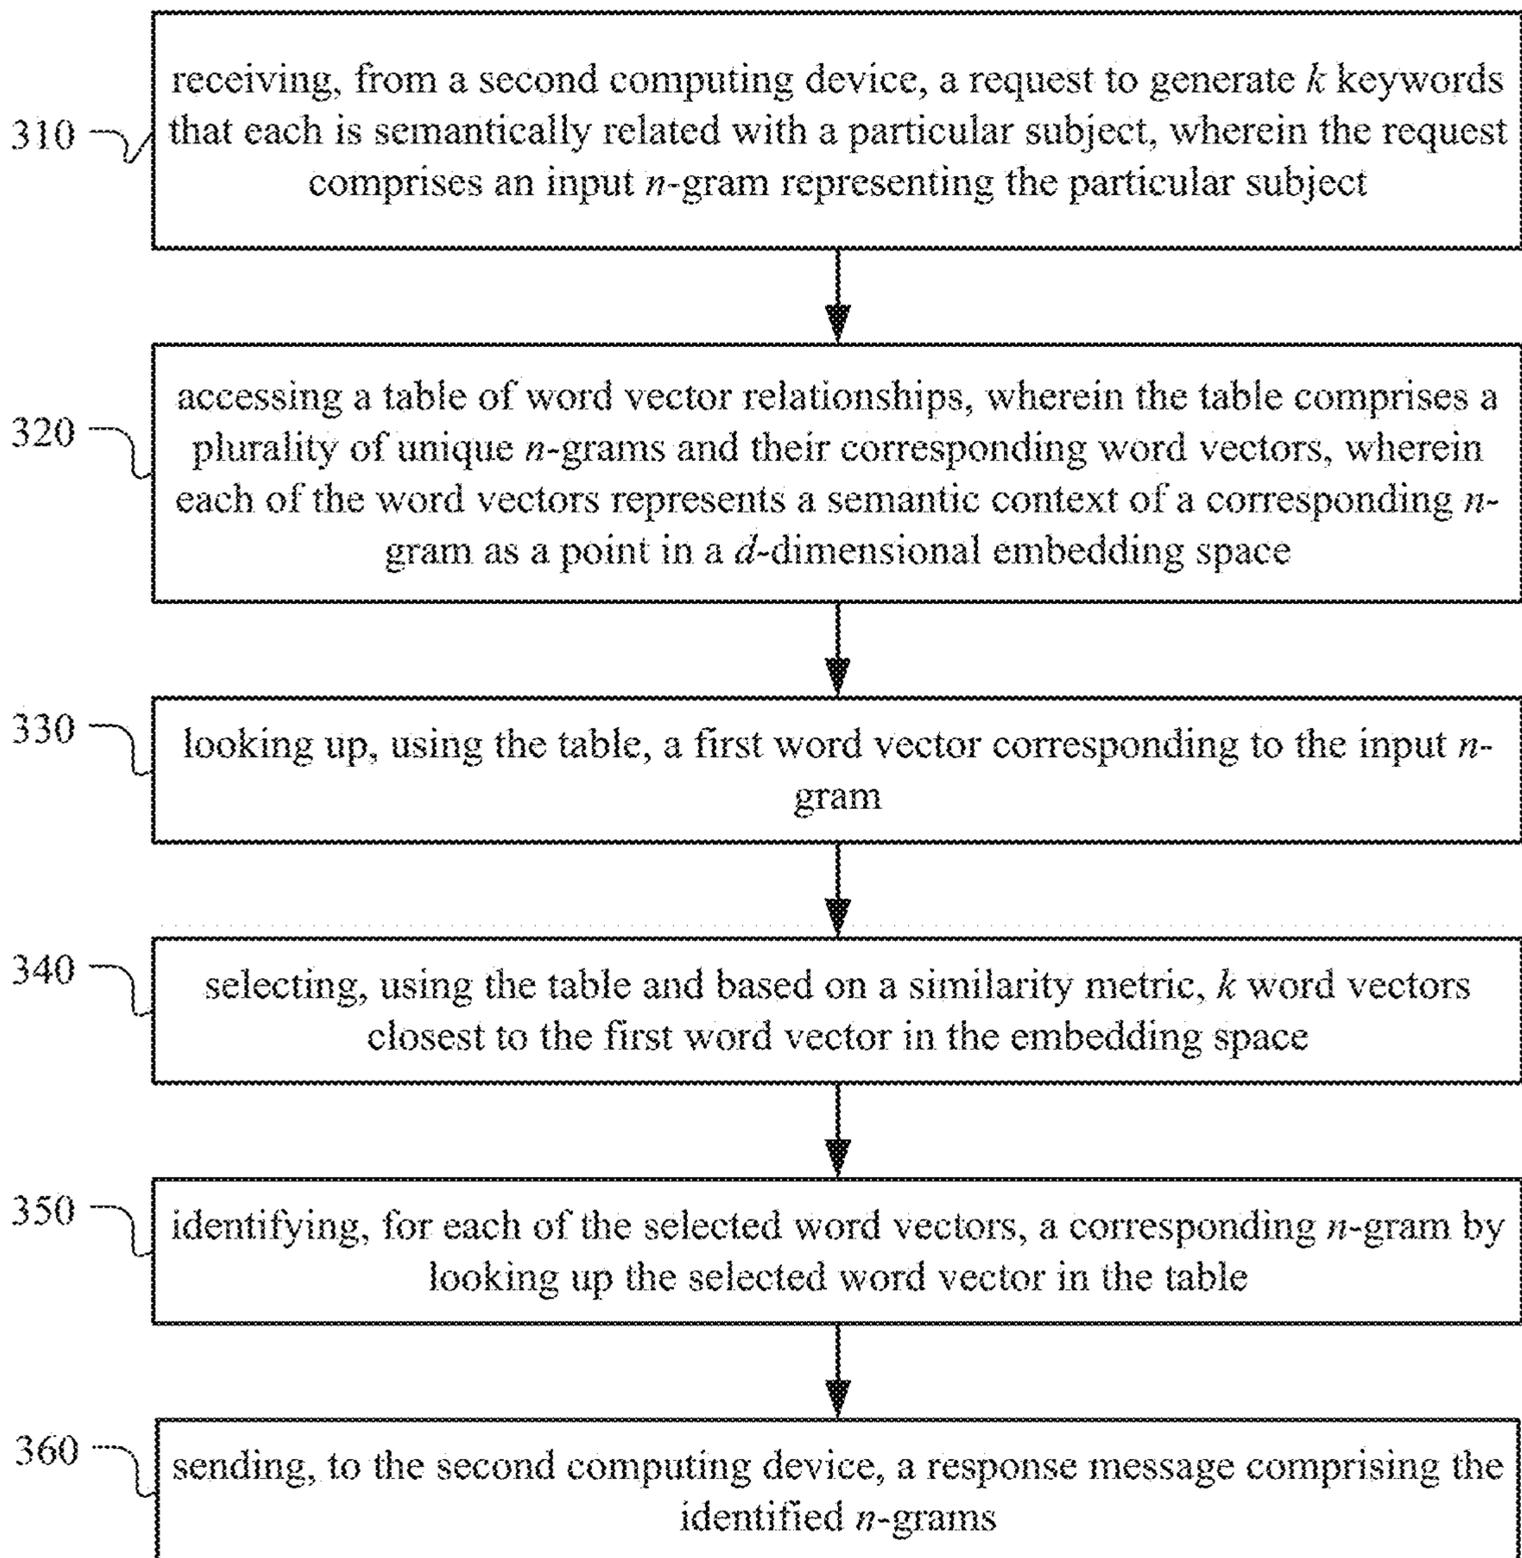 310
receiving, from a second computing device, a request to generate k keywords
that each is semantically related with a particular subject, wherein the request
comprises an input n-gram representing the particular subject
320
accessing a table of word vector relationships, wherein the table comprises a
plurality of unique n-grams and their corresponding word vectors, wherein
each of the word vectors represents a semantic context of a corresponding n-
gram as a point in a d-dimensional embedding space
330
looking up, using the table, a first word vector corresponding to the input n-
gram
340
selecting, using the table and based on a similarity metric, k word vectors
closest to the first word vector in the embedding space
350
identifying, for each of the selected word vectors, a corresponding n-gram by
looking up the selected word vector in the table
360
sending, to the second computing device, a response message comprising the
identified n-grams